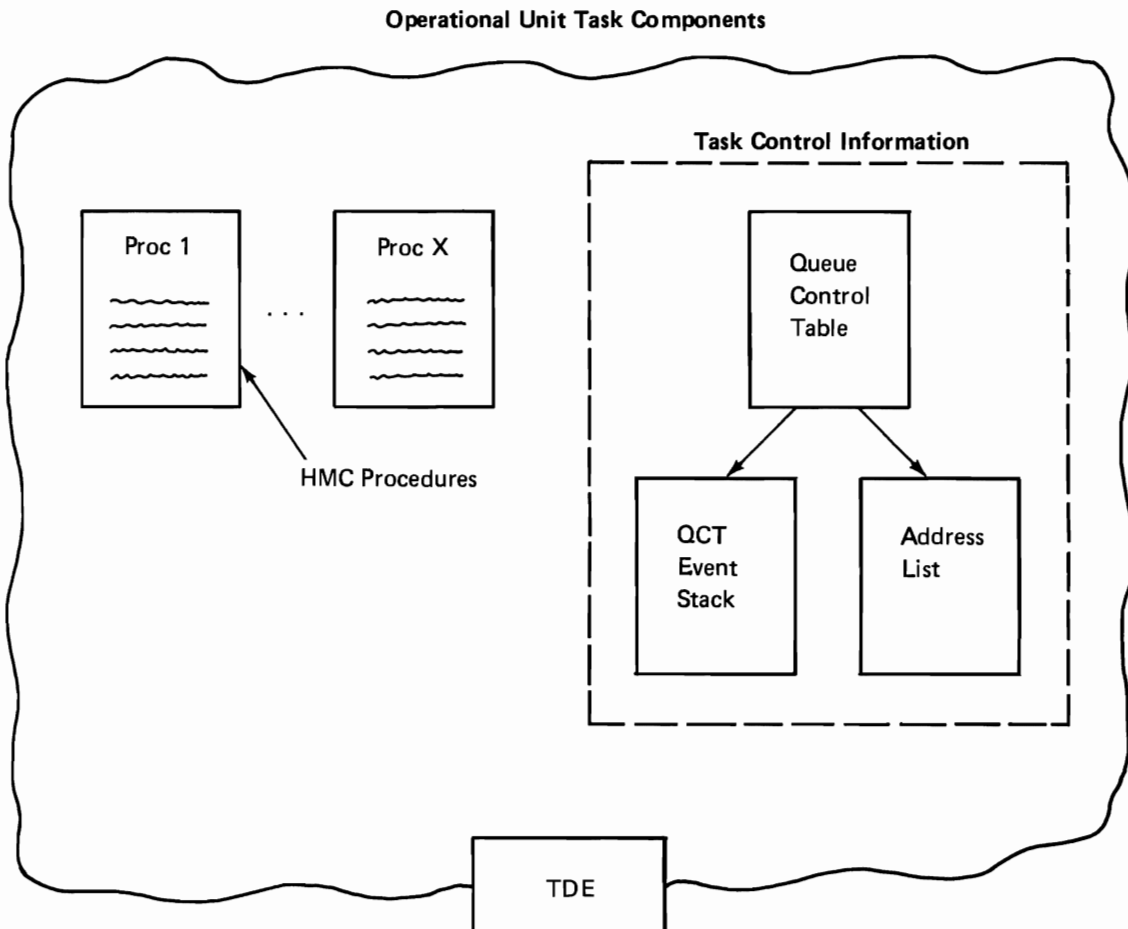 Operational Unit Task Components
Task Control Information
Proc 1
Proc X
. . .
Queue
Control
Table
HMC Procedures
QCT
Event
Stack
Address
List
TDE